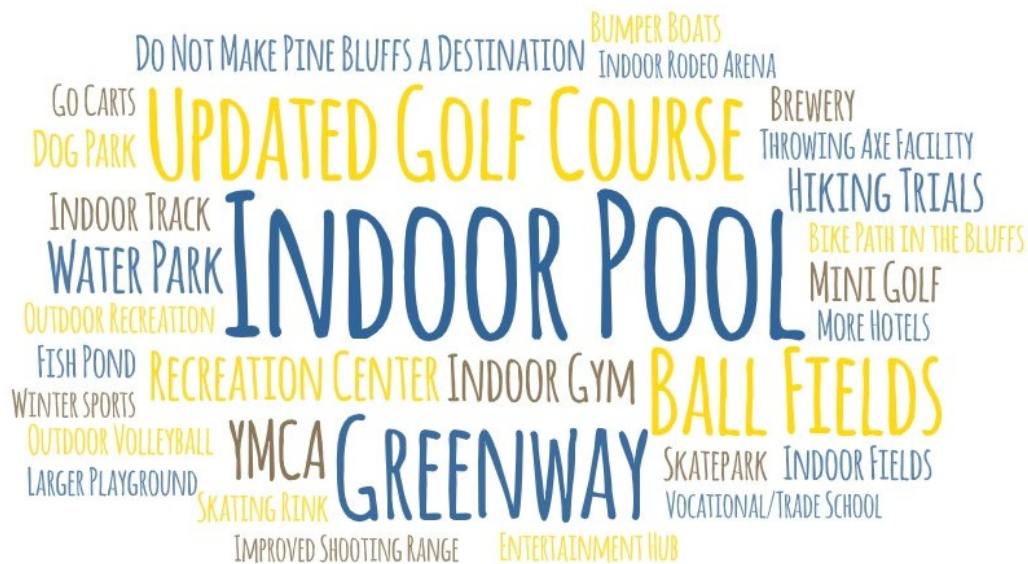 Bumper Boats
Do Not Make Pine Bluffs a Destination
Indoor Rodeo Arena
Go Carts
Updated Golf Course
Brewery
Dog Park
Throwing Axe Facility
Indoor Track
Indoor Pool
Hiking Trials
Water Park
Bike Path in the Bluffs
Mini Golf
Outdoor Recreation
More Hotels
Fish Pond
Recreation Center
Indoor Gym
Ball Fields
Winter sports
Outdoor Volleyball
YMCA
Greenway
Skatepark
Indoor Fields
Larger Playground
Skating Rink
Vocational/Trade School
Improved Shooting Range
Entertainment Hub